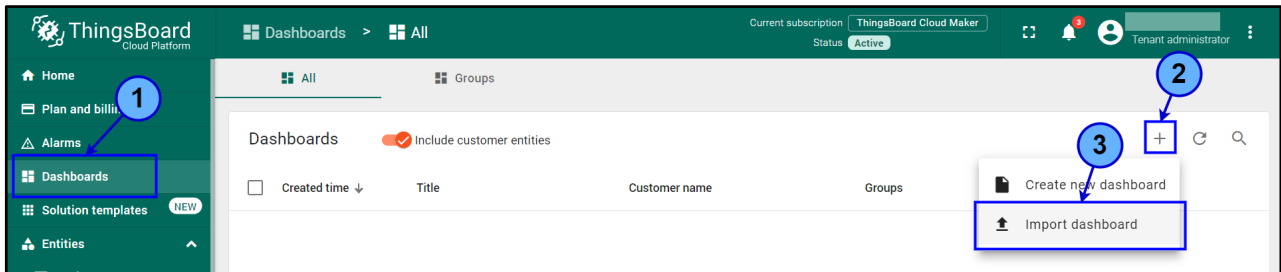 ThingsBoard
Cloud Platform
Dashboards > All
Current subscription ThingsBoard Cloud Maker
Status Active
3
Tenant administrator
Home
Plan and billin
Alarms
Dashboards
Solution templates NEW
Entities
1
All
Groups
2
Dashboards
Include customer entities
3
Created time
Title
Customer name
Groups
Create new dashboard
Import dashboard